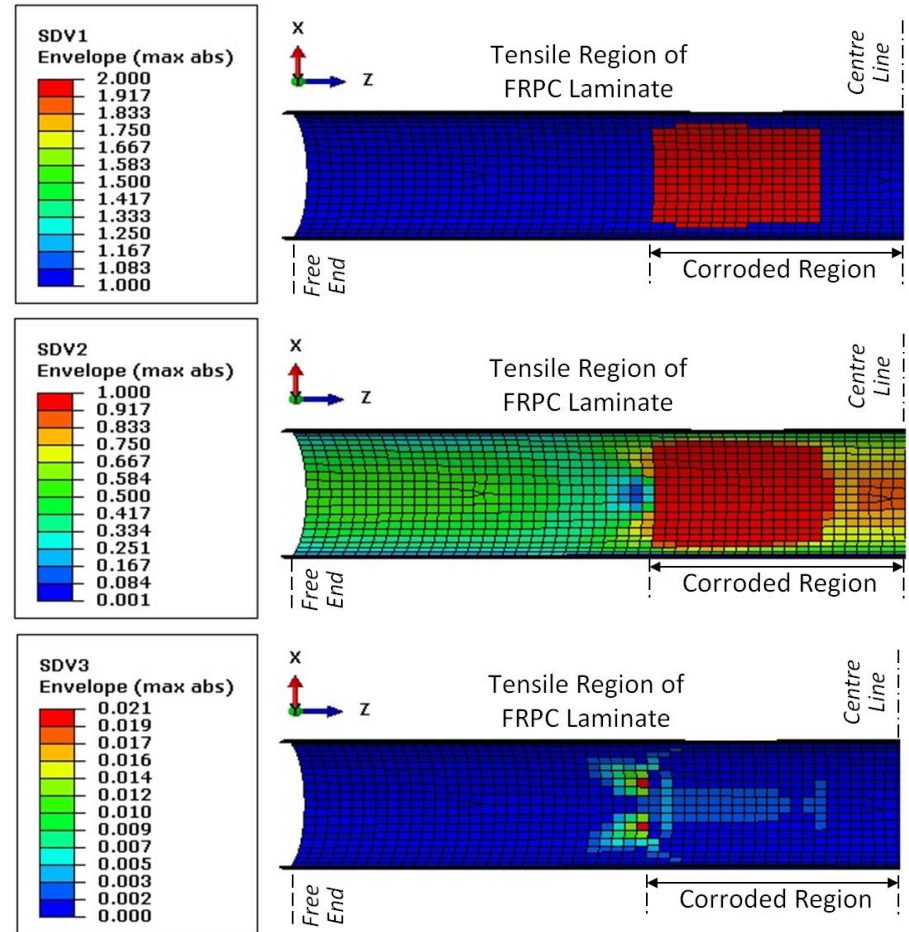 SDV1
Envelope (max abs)
2.000
1.917
1.833
1.750
1.667
1.583
1.500
1.417
1.333
1.250
1.167
1.083
1.000
X
Y
Z
Tensile Region of
FRPC Laminate
Centre
Line
Free
End
Corroded Region
SDV2
Envelope (max abs)
1.000
0.917
0.833
0.750
0.667
0.584
0.500
0.417
0.334
0.251
0.167
0.084
0.001
X
Y
Z
Tensile Region of
FRPC Laminate
Centre
Line
Free
End
Corroded Region
SDV3
Envelope (max abs)
0.021
0.019
0.017
0.016
0.014
0.012
0.010
0.009
0.007
0.005
0.003
0.002
0.000
X
Y
Z
Tensile Region of
FRPC Laminate
Centre
Line
Free
End
Corroded Region